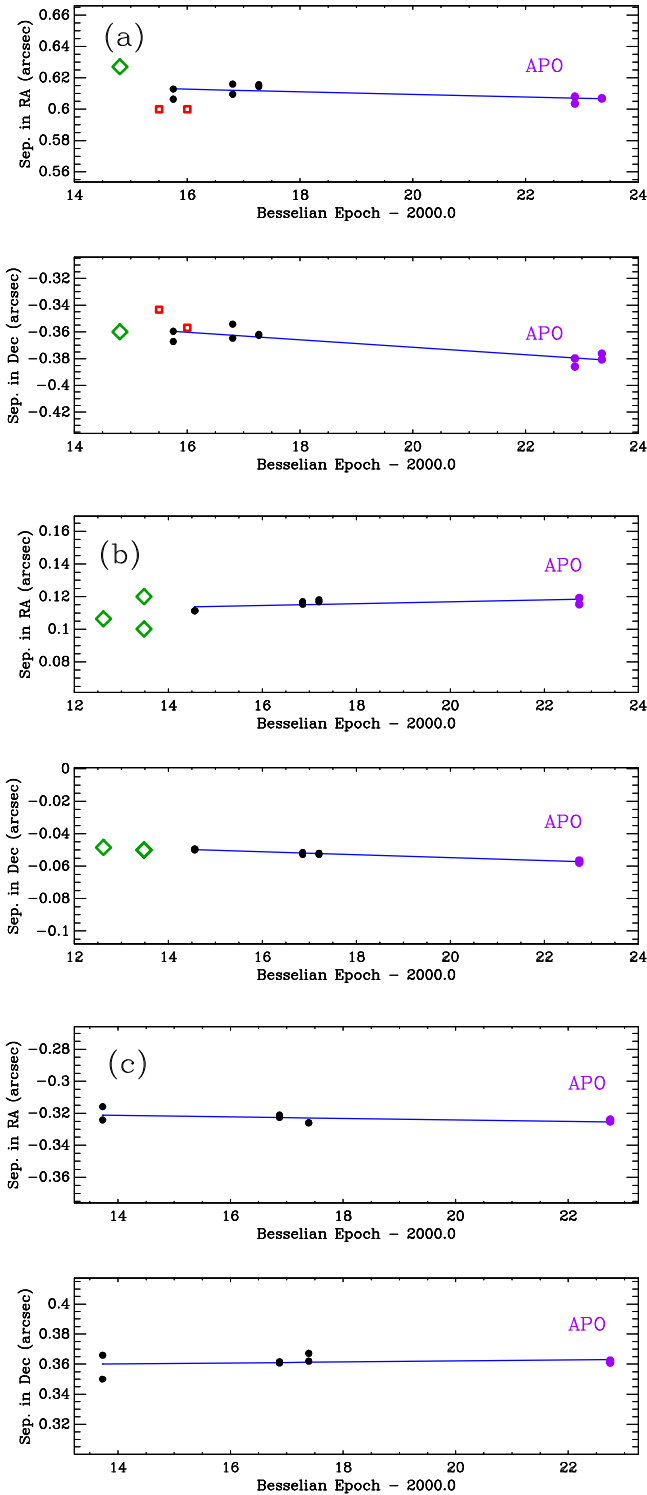 (a)
APO
Sep. in RA (arcsec)
0.66
0.64
0.62
0.6
0.58
0.56
14 16 18 20 22 24
Besselian Epoch − 2000.0
APO
Sep. in Dec (arcsec)
−0.32
−0.34
−0.36
−0.38
−0.4
−0.42
14 16 18 20 22 24
Besselian Epoch − 2000.0
(b)
APO
Sep. in RA (arcsec)
0.16
0.14
0.12
0.1
0.08
12 14 16 18 20 22 24
Besselian Epoch − 2000.0
APO
Sep. in Dec (arcsec)
0
−0.02
−0.04
−0.06
−0.08
−0.1
12 14 16 18 20 22 24
Besselian Epoch − 2000.0
(c)
APO
Sep. in RA (arcsec)
−0.28
−0.3
−0.32
−0.34
−0.36
14 16 18 20 22
Besselian Epoch − 2000.0
APO
Sep. in Dec (arcsec)
0.4
0.38
0.36
0.34
0.32
14 16 18 20 22
Besselian Epoch − 2000.0